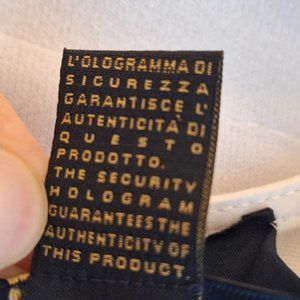 L'OLOGRAMMA DI
SICUREZZA
GARANTISCE L'
AUTENTICITÀ DI
QUESTO
PRODOTTO.
THE SECURITY
HOLOGRAM
GUARANTEES THE
AUTHENTICITY OF
THIS PRODUCT.